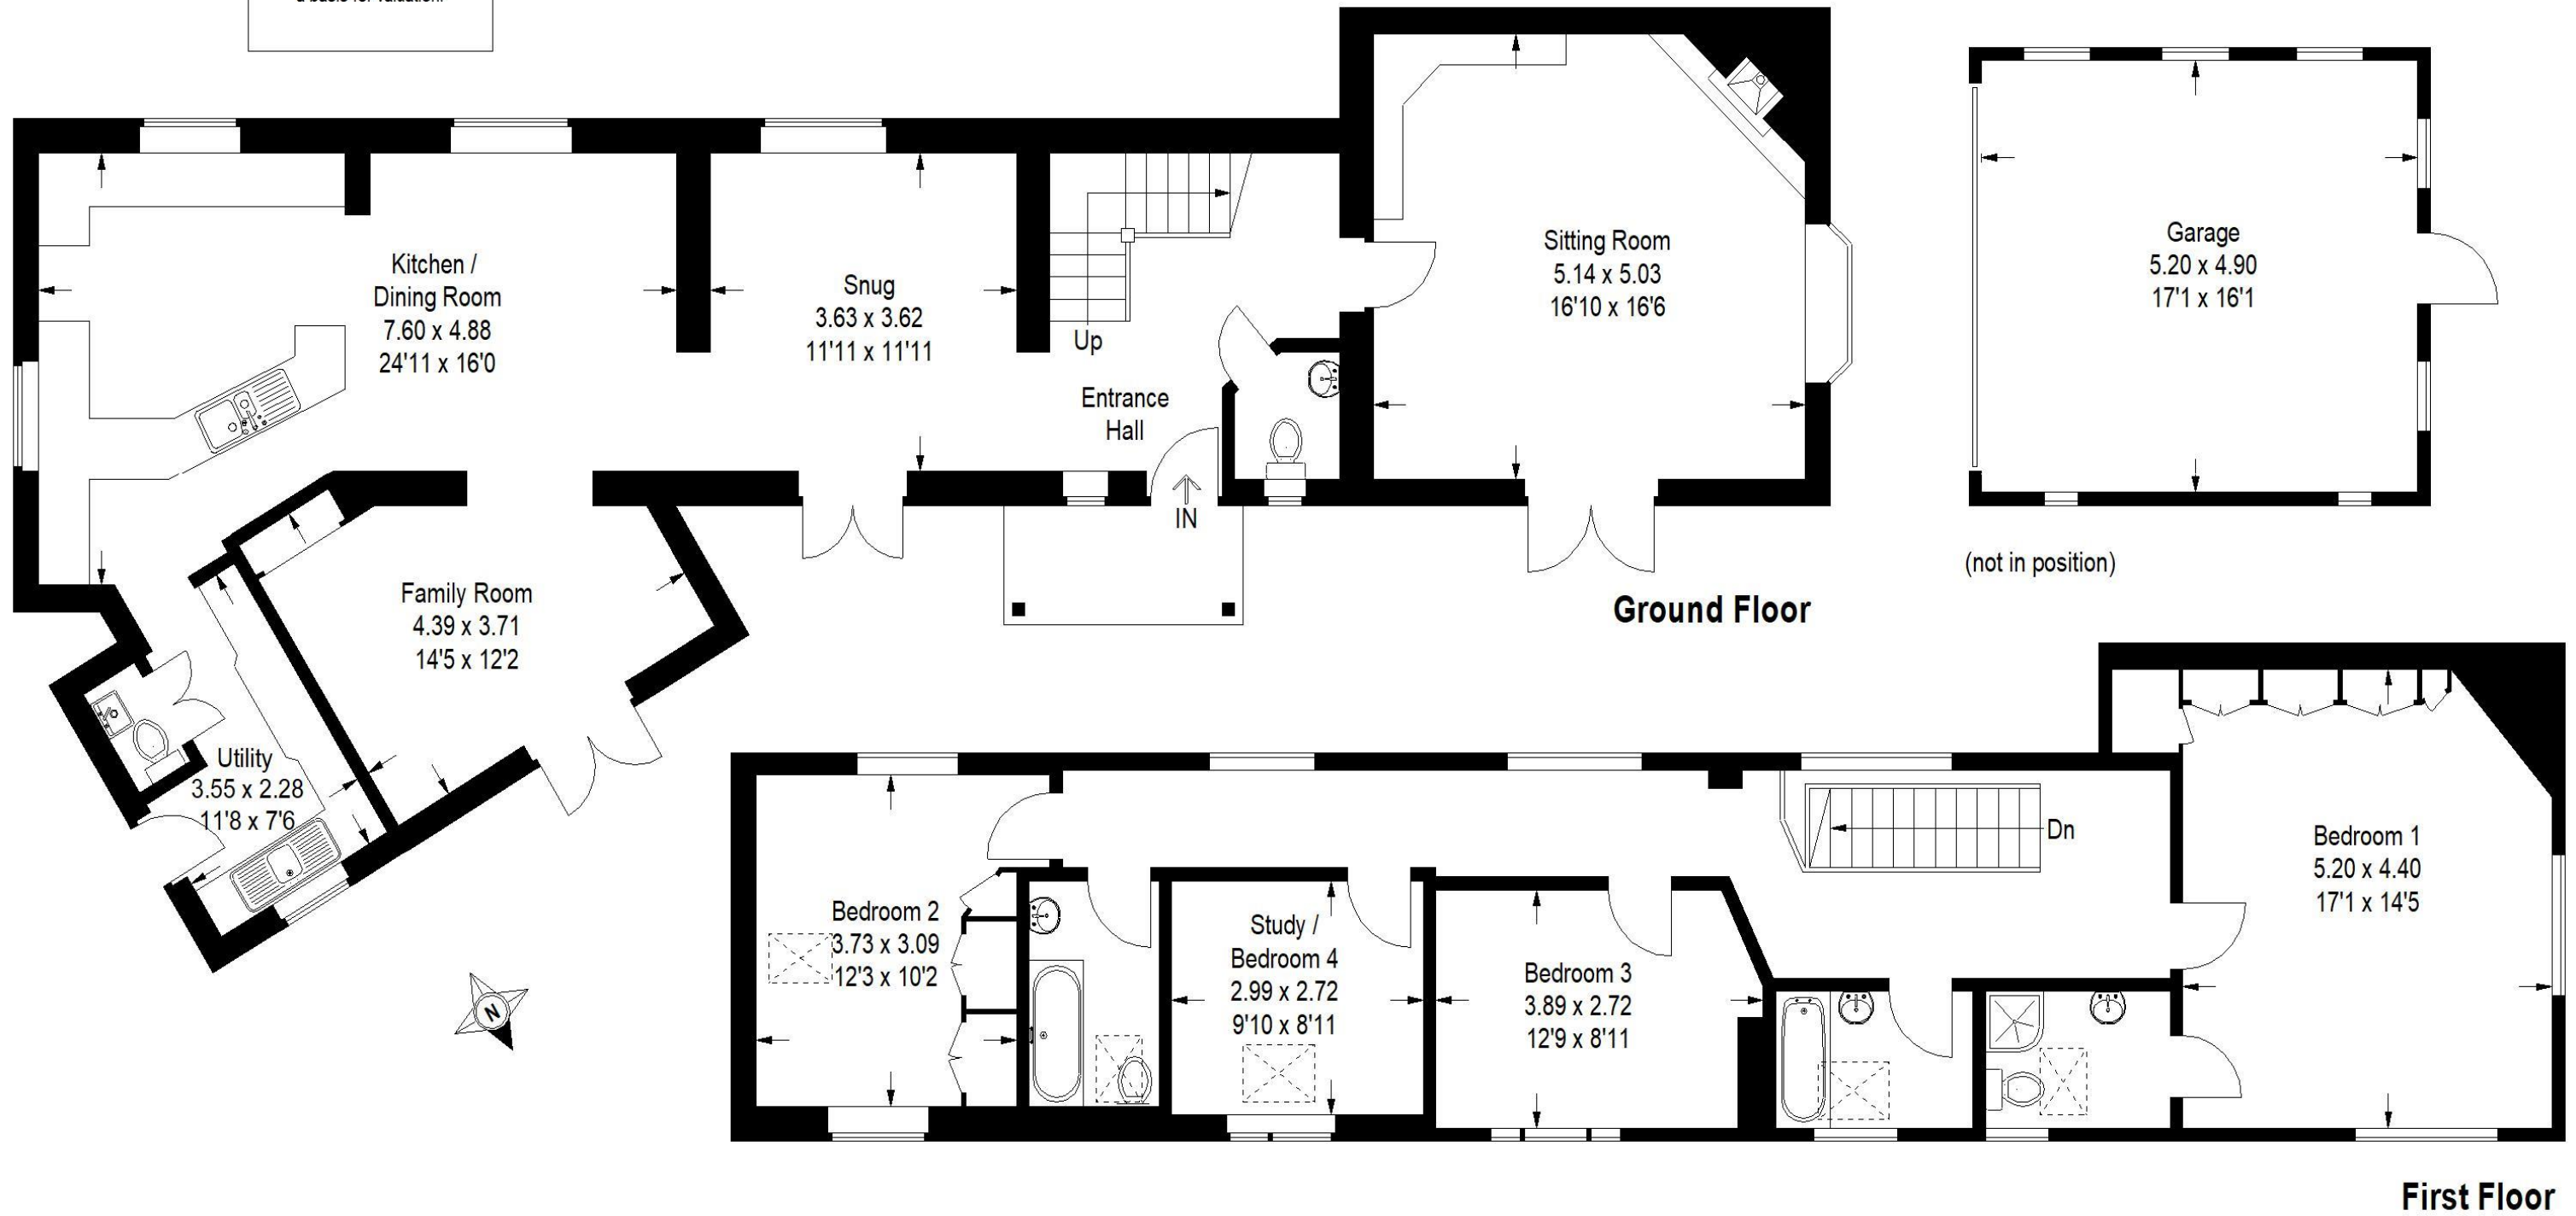 a basis for valuation.
Kitchen /
Dining Room
7.60 x 4.88
24'11 x 16'0
Snug
3.63 x 3.62
11'11 x 11'11
Up
Entrance
Hall
IN
Sitting Room
5.14 x 5.03
16'10 x 16'6
Garage
5.20 x 4.90
17'1 x 16'1
(not in position)
Ground Floor
Family Room
4.39 x 3.71
14'5 x 12'2
Utility
3.55 x 2.28
11'8 x 7'6
N
Bedroom 2
3.73 x 3.09
12'3 x 10'2
Study /
Bedroom 4
2.99 x 2.72
9'10 x 8'11
Bedroom 3
3.89 x 2.72
12'9 x 8'11
Dn
Bedroom 1
5.20 x 4.40
17'1 x 14'5
First Floor